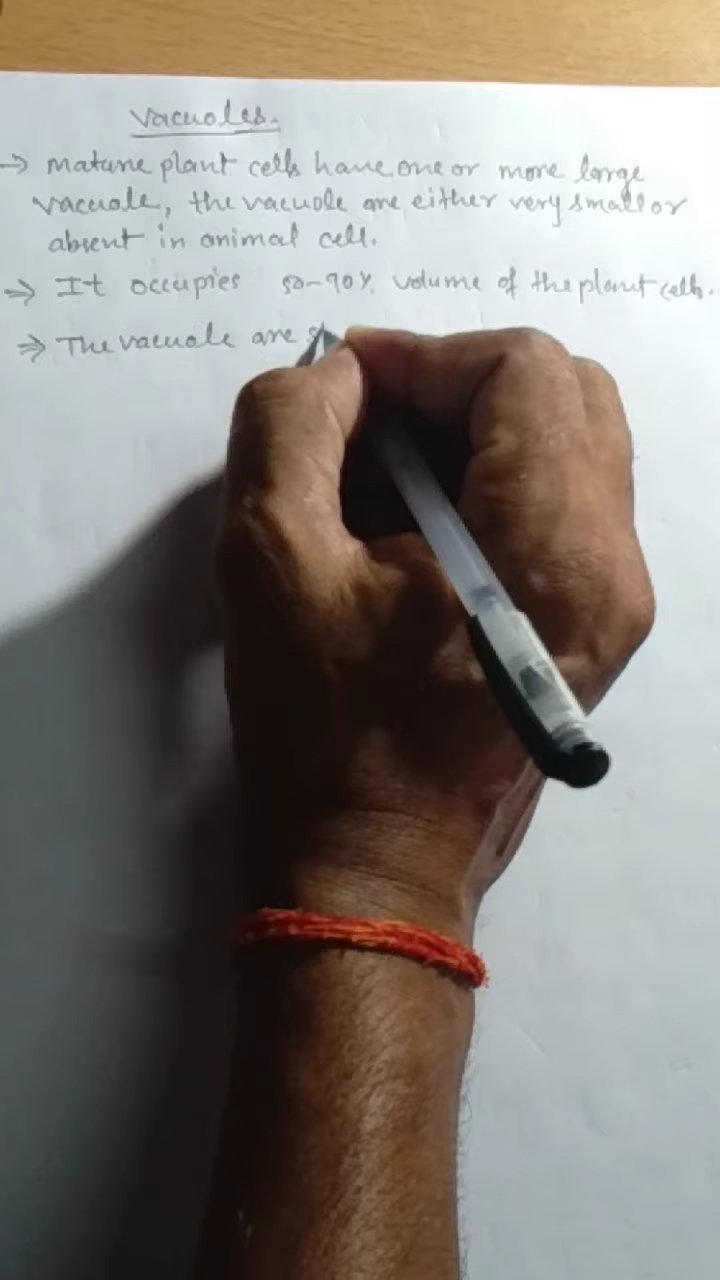 Vacuoles.
→ mature plant cells have one or more large
vacuole, the vacuole are either very small or
absent in animal cell.
⇒ It occupies 50-90% volume of the plant cells.
⇒ The vacuole are s